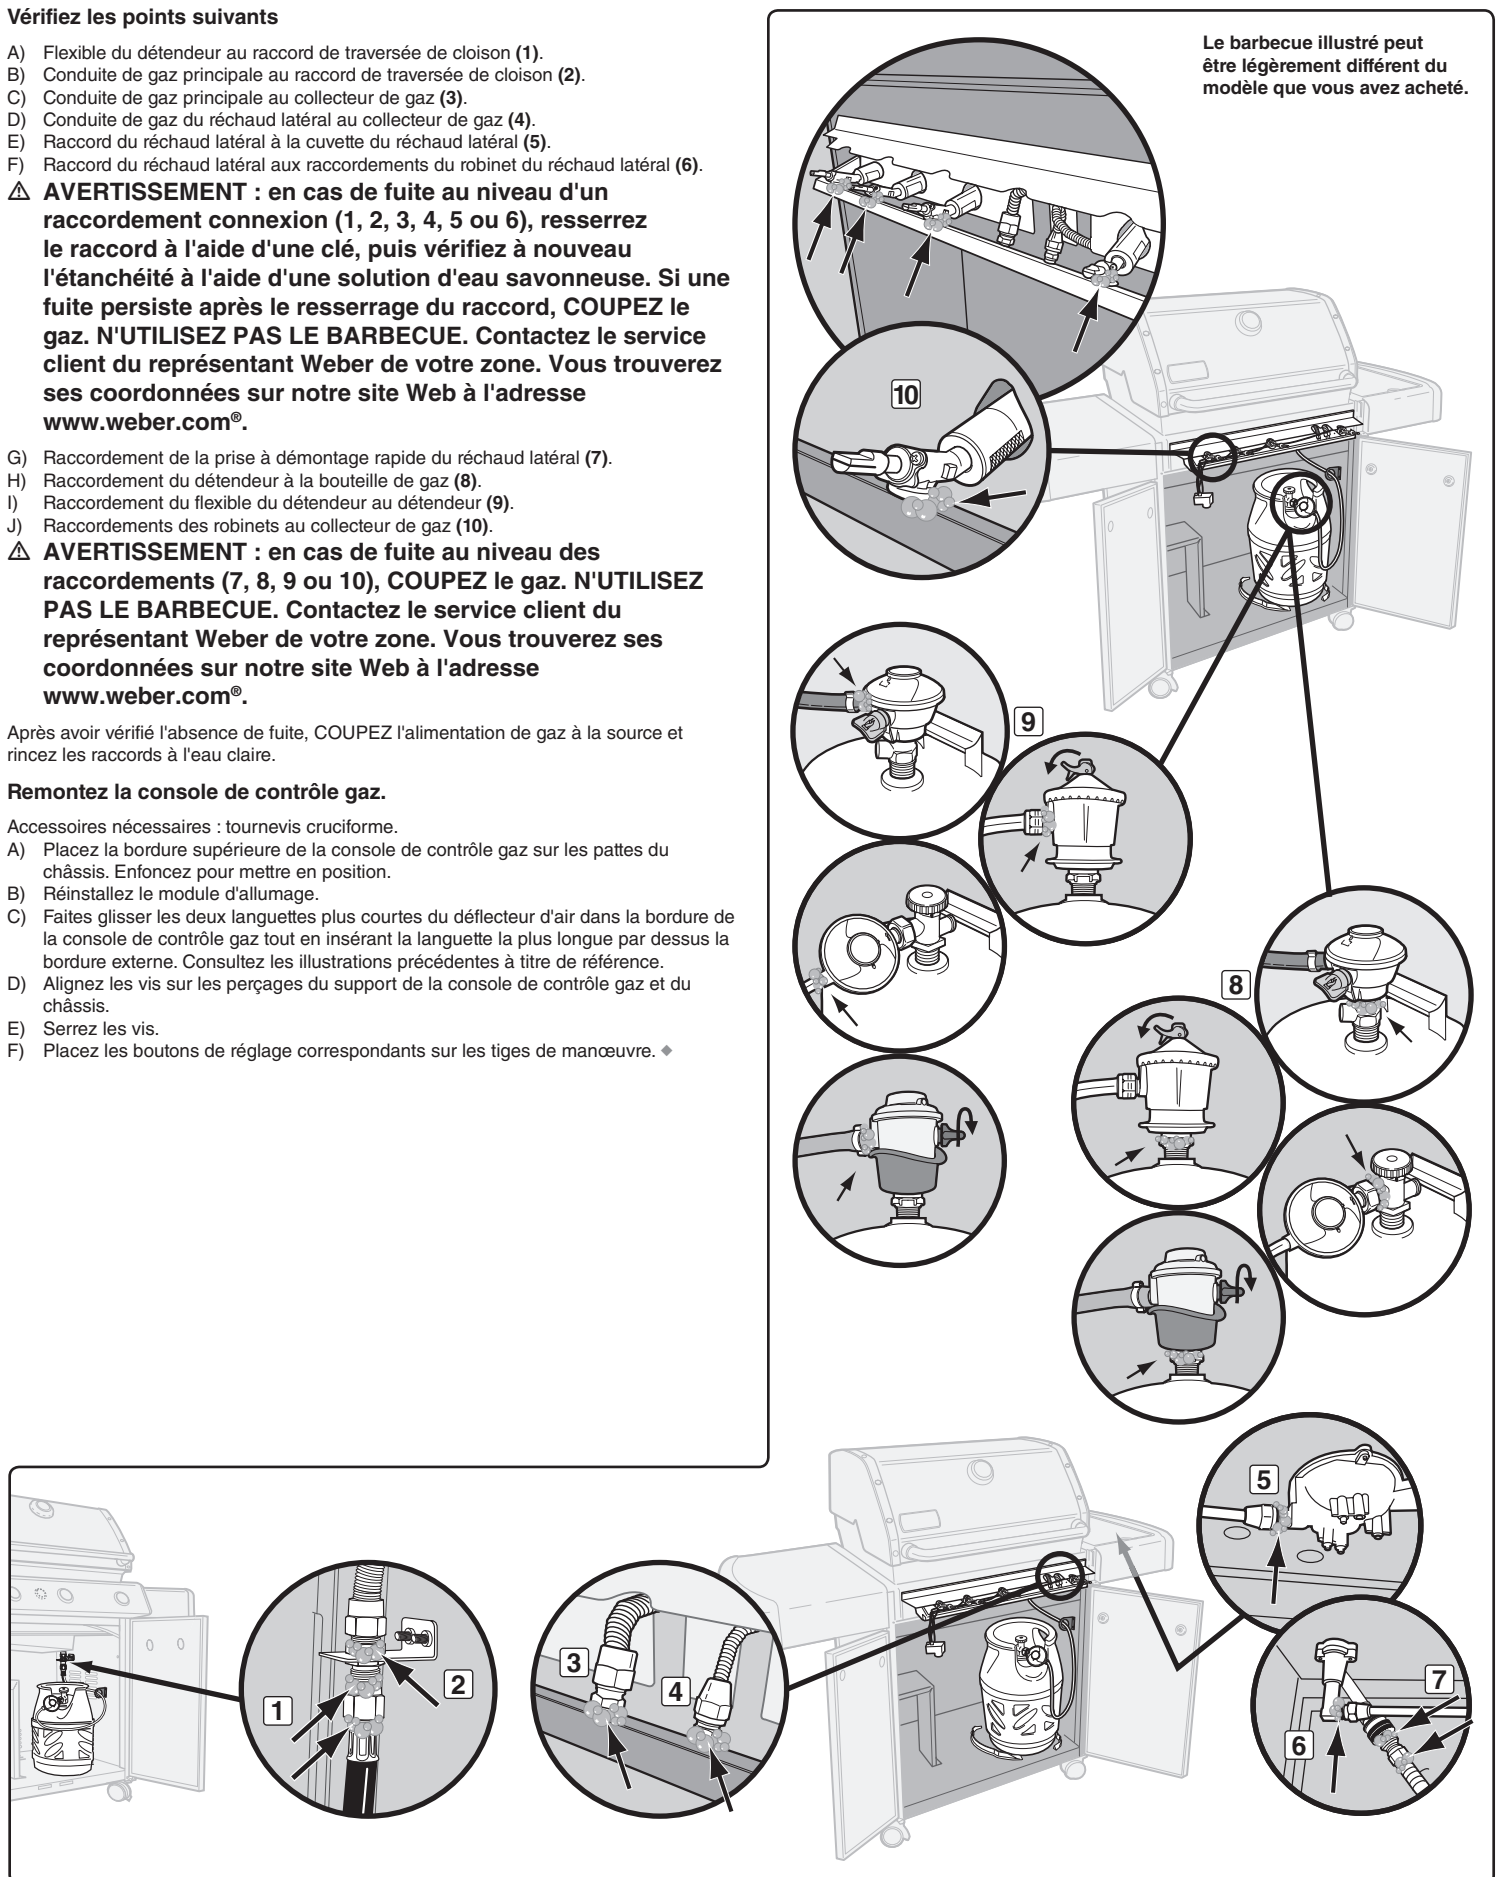 Vérifiez les points suivants
A) Flexible du détendeur au raccord de traversée de cloison (1).
B) Conduite de gaz principale au raccord de traversée de cloison (2).
C) Conduite de gaz principale au collecteur de gaz (3).
D) Conduite de gaz du réchaud latéral au collecteur de gaz (4).
E) Raccord du réchaud latéral à la cuvette du réchaud latéral (5).
F) Raccord du réchaud latéral aux raccordements du robinet du réchaud latéral (6).
⚠ AVERTISSEMENT : en cas de fuite au niveau d'un
raccordement connexion (1, 2, 3, 4, 5 ou 6), resserrez
le raccord à l'aide d'une clé, puis vérifiez à nouveau
l'étanchéité à l'aide d'une solution d'eau savonneuse. Si une
fuite persiste après le resserrage du raccord, COUPEZ le
gaz. N'UTILISEZ PAS LE BARBECUE. Contactez le service
client du représentant Weber de votre zone. Vous trouverez
ses coordonnées sur notre site Web à l'adresse
www.weber.com®.
G) Raccordement de la prise à démontage rapide du réchaud latéral (7).
H) Raccordement du détendeur à la bouteille de gaz (8).
I) Raccordement du flexible du détendeur au détendeur (9).
J) Raccordements des robinets au collecteur de gaz (10).
⚠ AVERTISSEMENT : en cas de fuite au niveau des
raccordements (7, 8, 9 ou 10), COUPEZ le gaz. N'UTILISEZ
PAS LE BARBECUE. Contactez le service client du
représentant Weber de votre zone. Vous trouverez ses
coordonnées sur notre site Web à l'adresse
www.weber.com®.
Après avoir vérifié l'absence de fuite, COUPEZ l'alimentation de gaz à la source et
rincez les raccords à l'eau claire.
Remontez la console de contrôle gaz.
Accessoires nécessaires : tournevis cruciforme.
A) Placez la bordure supérieure de la console de contrôle gaz sur les pattes du
châssis. Enfoncez pour mettre en position.
B) Réinstallez le module d'allumage.
C) Faites glisser les deux languettes plus courtes du déflecteur d'air dans la bordure de
la console de contrôle gaz tout en insérant la languette la plus longue par dessus la
bordure externe. Consultez les illustrations précédentes à titre de référence.
D) Alignez les vis sur les perçages du support de la console de contrôle gaz et du
châssis.
E) Serrez les vis.
F) Placez les boutons de réglage correspondants sur les tiges de manœuvre. ◆
Le barbecue illustré peut
être légèrement différent du
modèle que vous avez acheté.
10
9
8
5
7
6
3
4
2
1